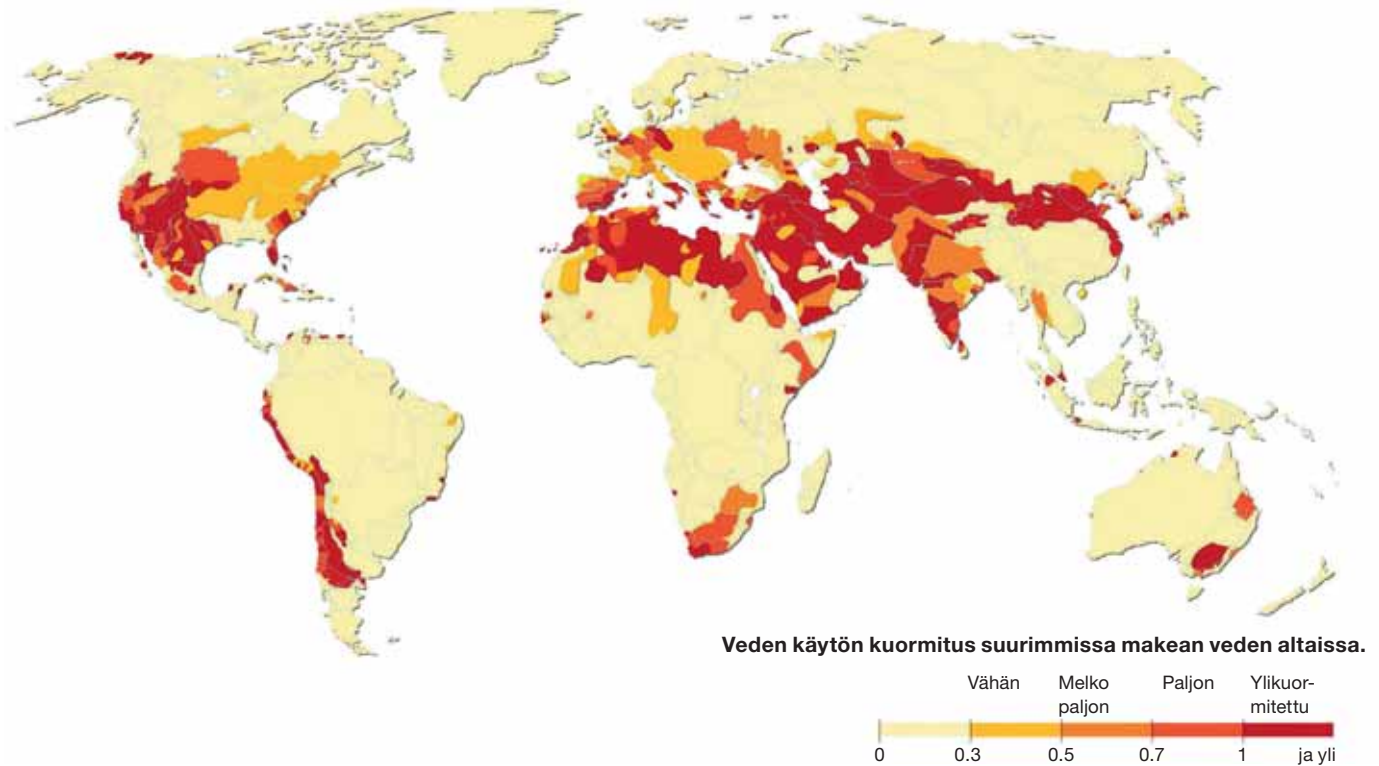 Veden käytön kuormitus suurimmissa makean veden altaissa.
Vähän Melko paljon Paljon Ylikuor-mitettu
0 0.3 0.5 0.7 1 ja yli